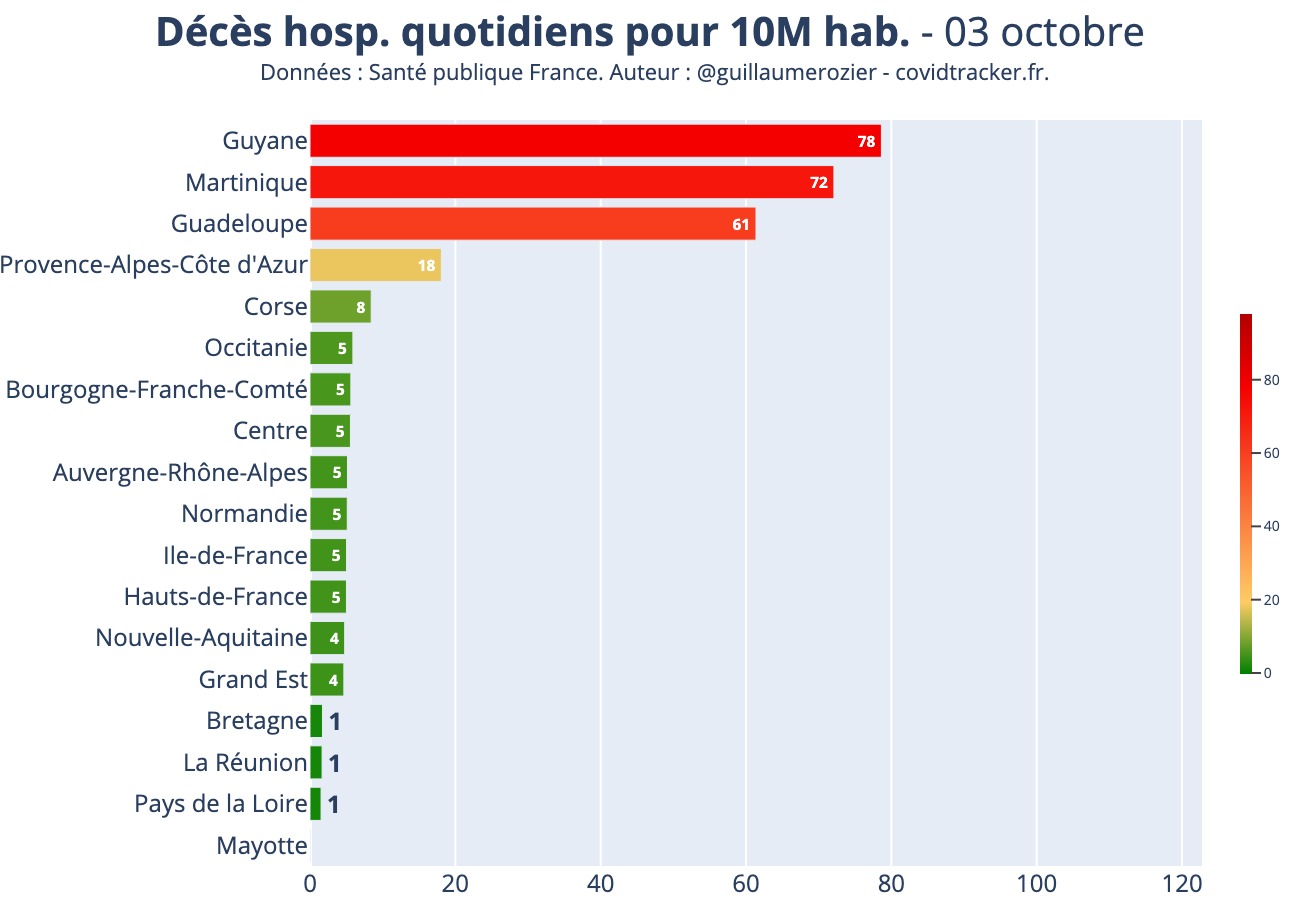 Décès hosp. quotidiens pour 10M hab. - 03 octobre
Données : Santé publique France. Auteur : @guillaumerozier - covidtracker.fr.
Guyane 78
Martinique 72
Guadeloupe 61
Provence-Alpes-Côte d'Azur 18
Corse 8
Occitanie 5
Bourgogne-Franche-Comté 5
Centre 5
Auvergne-Rhône-Alpes 5
Normandie 5
Ile-de-France 5
Hauts-de-France 5
Nouvelle-Aquitaine 4
Grand Est 4
Bretagne 1
La Réunion 1
Pays de la Loire 1
Mayotte
0 20 40 60 80 100 120
80
60
40
20
0